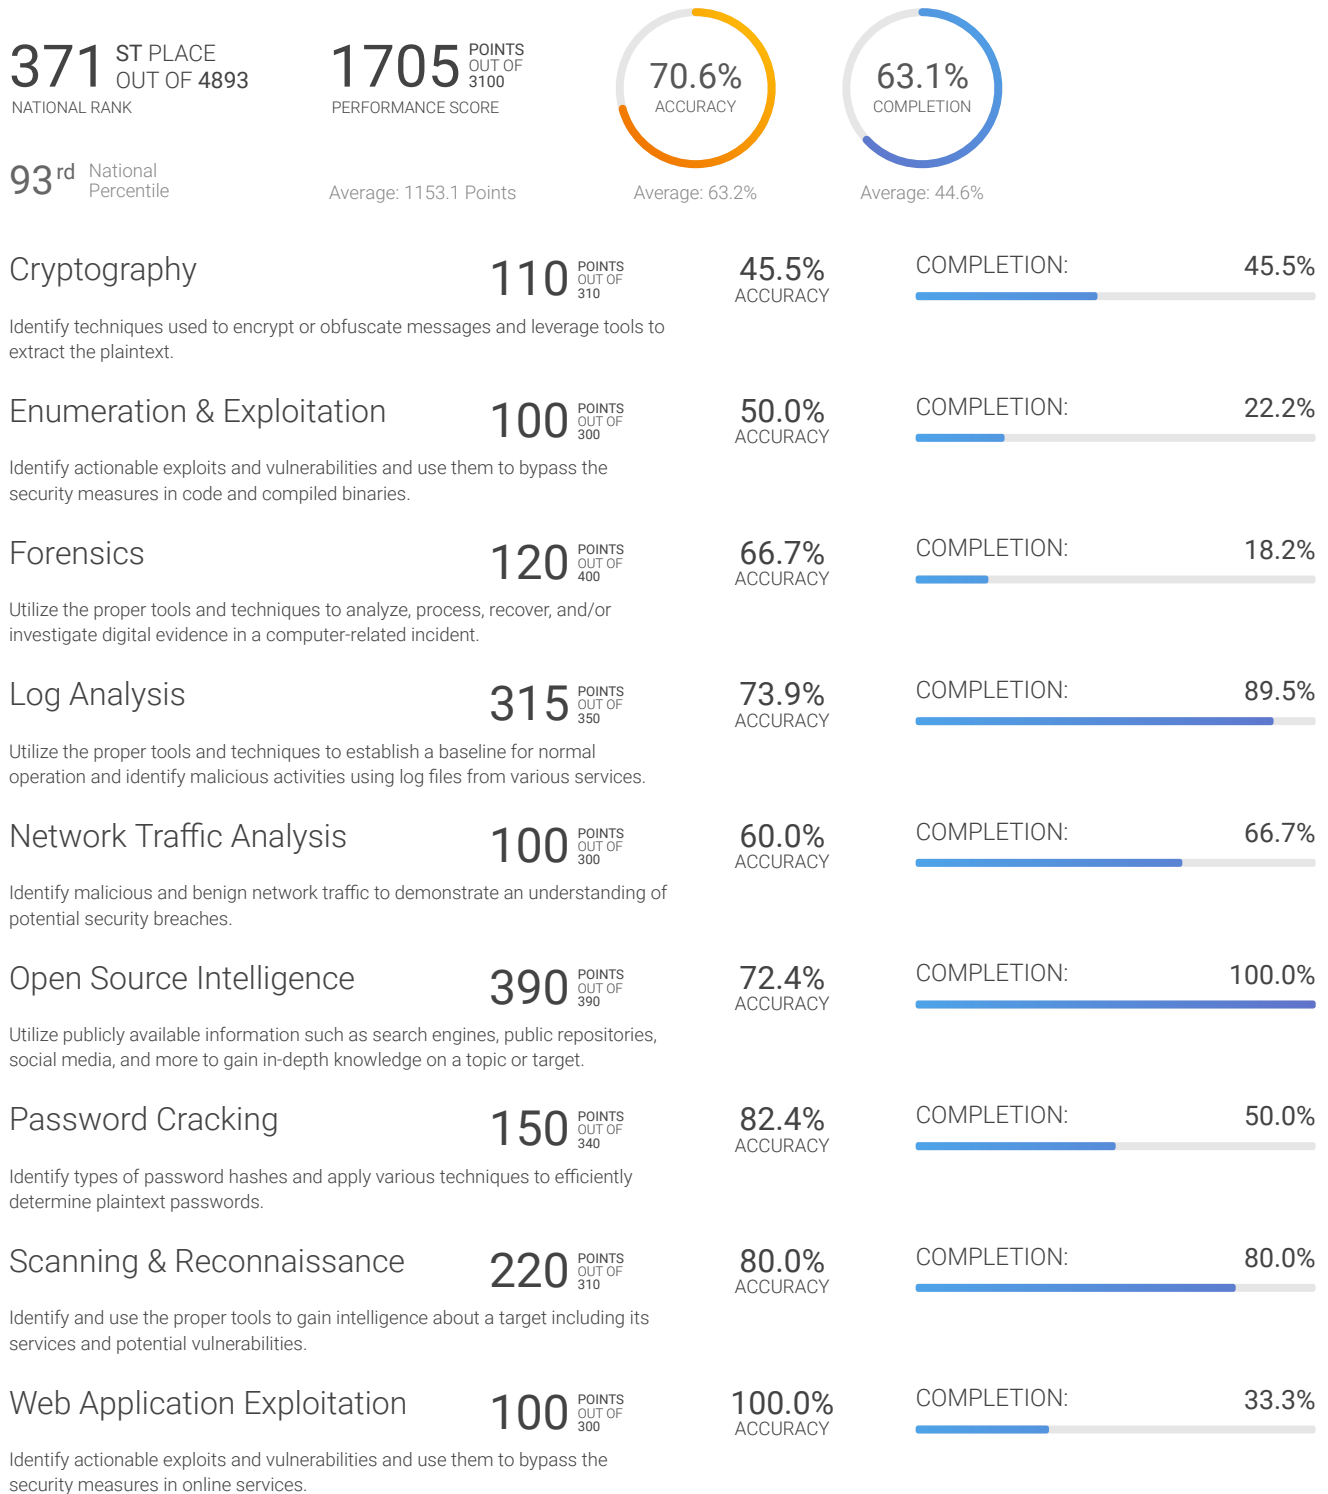 371 ST PLACE
OUT OF 4893
NATIONAL RANK
93rd National
Percentile
1705 POINTS
OUT OF
3100
PERFORMANCE SCORE
Average: 1153.1 Points
70.6%
ACCURACY
Average: 63.2%
63.1%
COMPLETION
Average: 44.6%
Cryptography
110 POINTS
OUT OF
310
45.5%
ACCURACY
COMPLETION: 45.5%
Identify techniques used to encrypt or obfuscate messages and leverage tools to
extract the plaintext.
Enumeration & Exploitation
100 POINTS
OUT OF
300
50.0%
ACCURACY
COMPLETION: 22.2%
Identify actionable exploits and vulnerabilities and use them to bypass the
security measures in code and compiled binaries.
Forensics
120 POINTS
OUT OF
400
66.7%
ACCURACY
COMPLETION: 18.2%
Utilize the proper tools and techniques to analyze, process, recover, and/or
investigate digital evidence in a computer-related incident.
Log Analysis
315 POINTS
OUT OF
350
73.9%
ACCURACY
COMPLETION: 89.5%
Utilize the proper tools and techniques to establish a baseline for normal
operation and identify malicious activities using log files from various services.
Network Traffic Analysis
100 POINTS
OUT OF
300
60.0%
ACCURACY
COMPLETION: 66.7%
Identify malicious and benign network traffic to demonstrate an understanding of
potential security breaches.
Open Source Intelligence
390 POINTS
OUT OF
390
72.4%
ACCURACY
COMPLETION: 100.0%
Utilize publicly available information such as search engines, public repositories,
social media, and more to gain in-depth knowledge on a topic or target.
Password Cracking
150 POINTS
OUT OF
340
82.4%
ACCURACY
COMPLETION: 50.0%
Identify types of password hashes and apply various techniques to efficiently
determine plaintext passwords.
Scanning & Reconnaissance
220 POINTS
OUT OF
310
80.0%
ACCURACY
COMPLETION: 80.0%
Identify and use the proper tools to gain intelligence about a target including its
services and potential vulnerabilities.
Web Application Exploitation
100 POINTS
OUT OF
300
100.0%
ACCURACY
COMPLETION: 33.3%
Identify actionable exploits and vulnerabilities and use them to bypass the
security measures in online services.